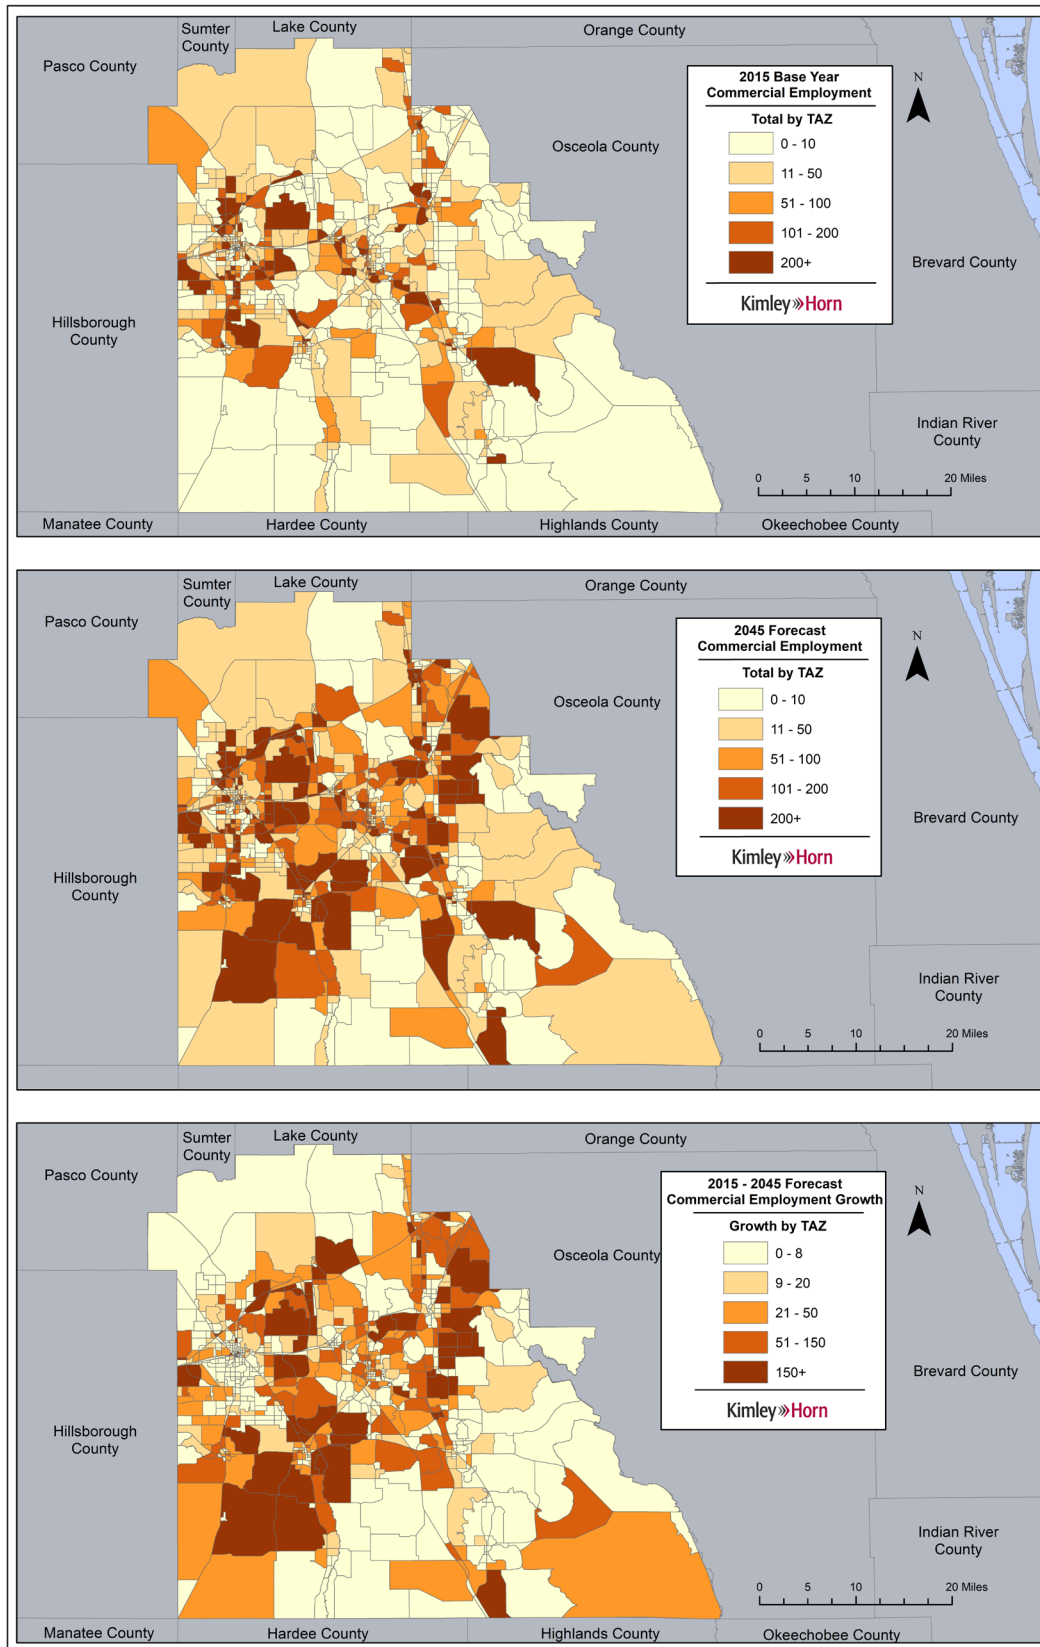 Sumter
County
Lake County
Orange County
Pasco County
2015 Base Year
Commercial Employment
Total by TAZ
0 - 10
11 - 50
51 - 100
101 - 200
200+
Kimley»Horn
N
Osceola County
Brevard County
Hillsborough
County
Indian River
County
0 5 10 20 Miles
Manatee County
Hardee County
Highlands County
Okeechobee County
Sumter
County
Lake County
Orange County
Pasco County
2045 Forecast
Commercial Employment
Total by TAZ
0 - 10
11 - 50
51 - 100
101 - 200
200+
Kimley»Horn
N
Osceola County
Brevard County
Hillsborough
County
Indian River
County
0 5 10 20 Miles
Sumter
County
Lake County
Orange County
Pasco County
2015 - 2045 Forecast
Commercial Employment Growth
Growth by TAZ
0 - 8
9 - 20
21 - 50
51 - 150
150+
Kimley»Horn
N
Osceola County
Brevard County
Hillsborough
County
Indian River
County
0 5 10 20 Miles
Manatee County
Hardee County
Highlands County
Okeechobee County